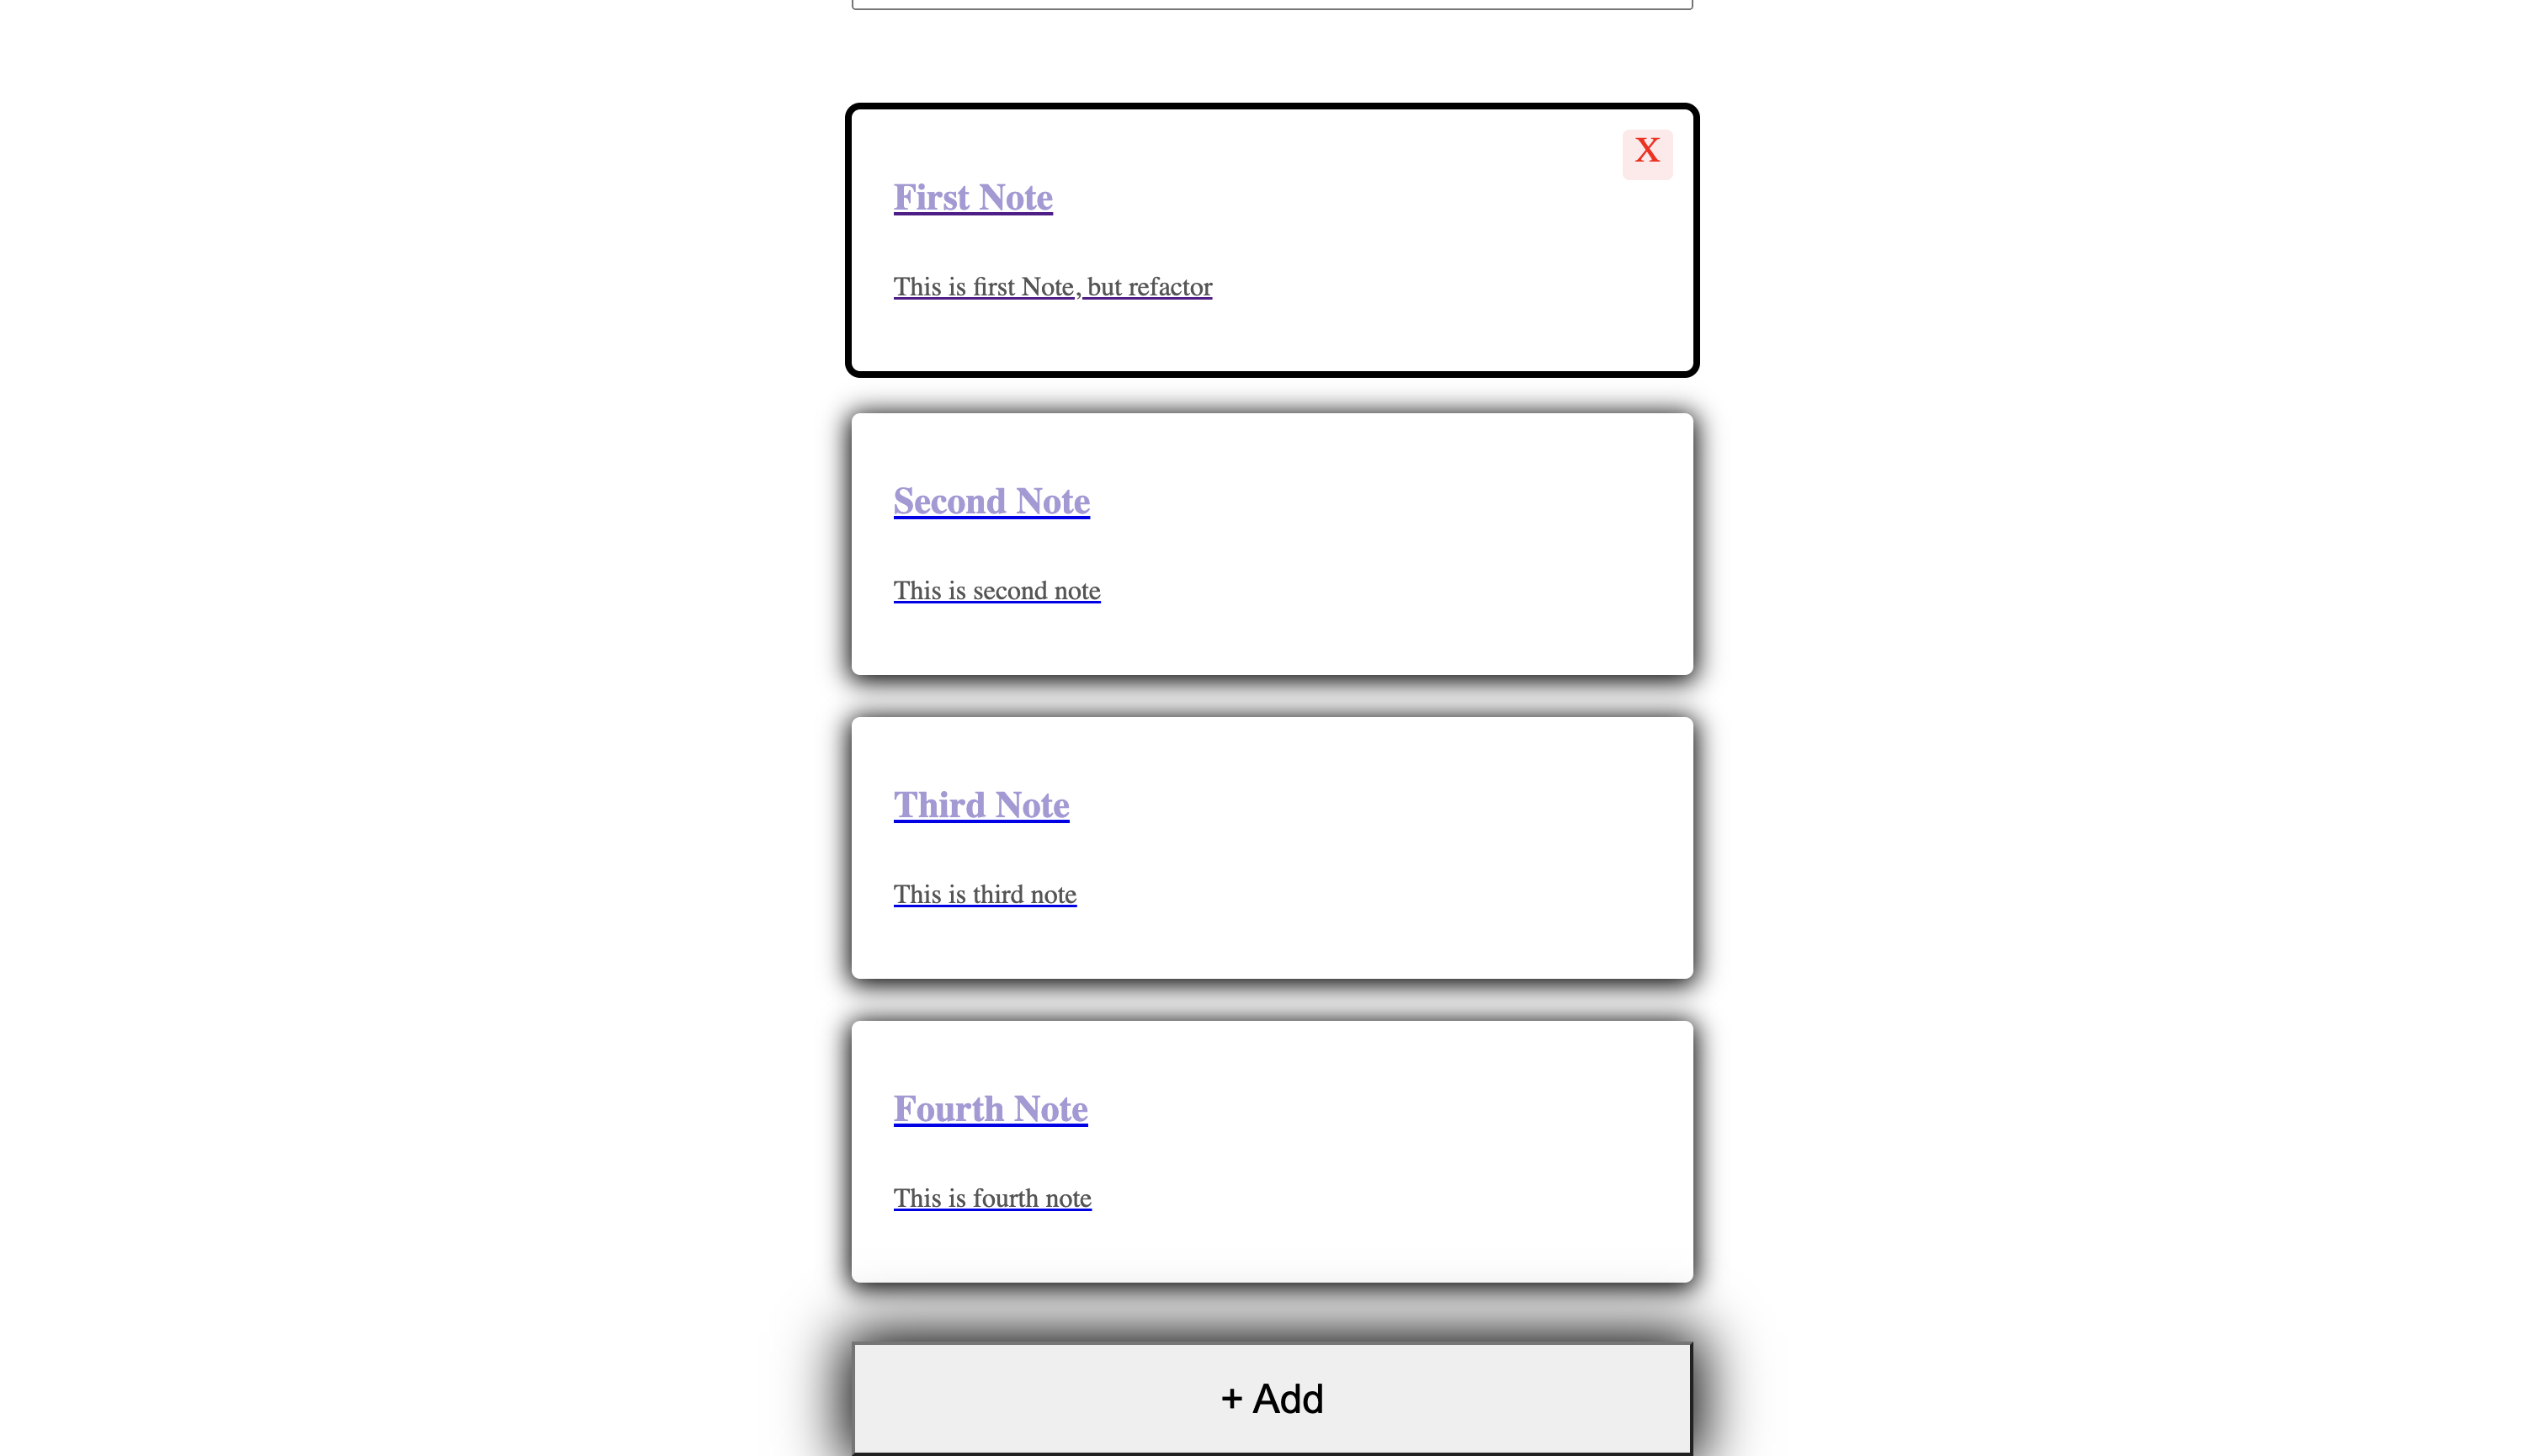 X
First Note
This is first Note, but refactor
Second Note
This is second note
Third Note
This is third note
Fourth Note
This is fourth note
+ Add